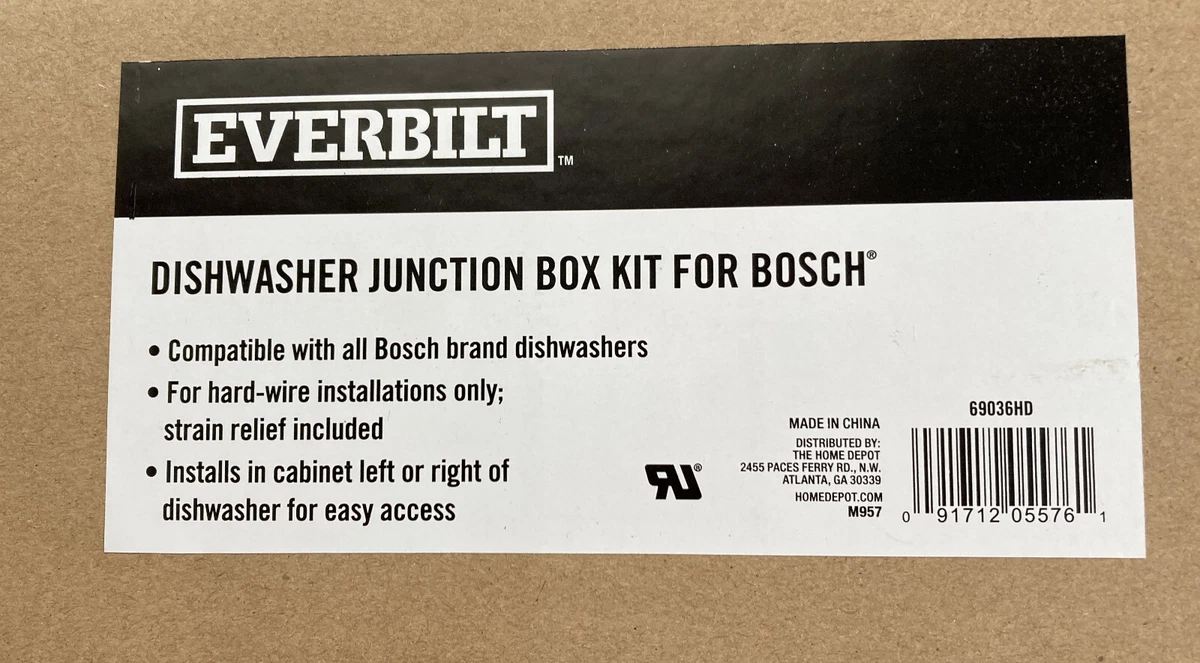 EVERBILT™
DISHWASHER JUNCTION BOX KIT FOR BOSCH®
• Compatible with all Bosch brand dishwashers
• For hard-wire installations only;
strain relief included
• Installs in cabinet left or right of
dishwasher for easy access
RU®
MADE IN CHINA
DISTRIBUTED BY:
THE HOME DEPOT
2455 PACES FERRY RD., N.W.
ATLANTA, GA 30339
HOMEDEPOT.COM
M957
69036HD
0 91712 05576 1